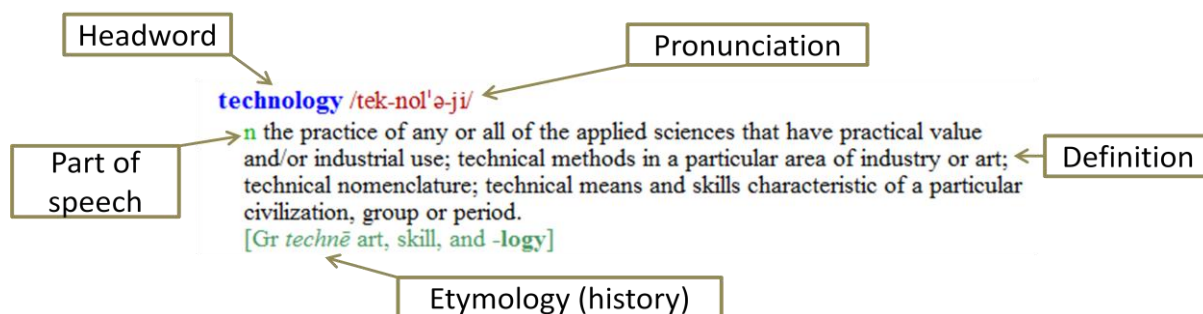 Headword
Pronunciation
technology /tek-nol'ə-ji/
n the practice of any or all of the applied sciences that have practical value
and/or industrial use; technical methods in a particular area of industry or art;
technical nomenclature; technical means and skills characteristic of a particular
civilization, group or period.
[Gr technē art, skill, and -logy]
Part of
speech
Definition
Etymology (history)